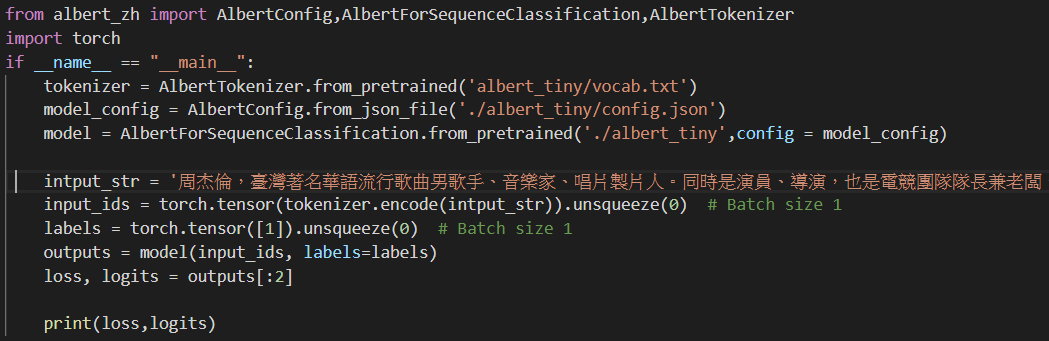 from albert_zh import AlbertConfig,AlbertForSequenceClassification,AlbertTokenizer
import torch
if __name__ == "__main__":
    tokenizer = AlbertTokenizer.from_pretrained('albert_tiny/vocab.txt')
    model_config = AlbertConfig.from_json_file('./albert_tiny/config.json')
    model = AlbertForSequenceClassification.from_pretrained('./albert_tiny',config = model_config)
    intput_str = '周杰倫，臺灣著名華語流行歌曲男歌手、音樂家、唱片製片人。同時是演員、導演，也是電競團隊隊長兼老闆
    input_ids = torch.tensor(tokenizer.encode(intput_str)).unsqueeze(0)  # Batch size 1
    labels = torch.tensor([1]).unsqueeze(0)  # Batch size 1
    outputs = model(input_ids, labels=labels)
    loss, logits = outputs[:2]
    print(loss,logits)